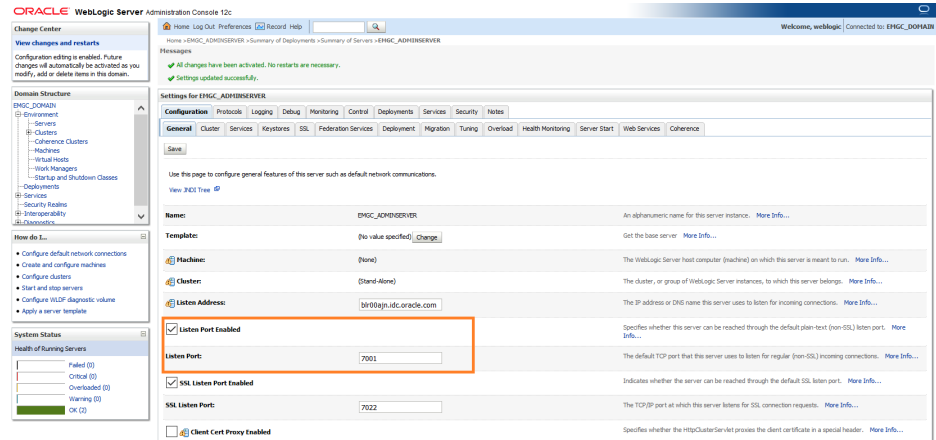 ORACLE WebLogic Server Administration Console 12c
Change Center
View changes and restarts
Configuration editing is enabled. Future
changes will automatically be activated as you
modify, add or delete items in this domain.
Domain Structure
EMGC_DOMAIN
Environment
Servers
Clusters
Coherence Clusters
Machines
Virtual Hosts
Work Managers
Startup and Shutdown Classes
Deployments
Services
Security Realms
Interoperability
Diagnostics
How do I...
Configure default network connections
Create and configure machines
Configure clusters
Start and stop servers
Configure WLDF diagnostic volume
Apply a server template
System Status
Health of Running Servers
Failed (0)
Critical (0)
Overloaded (0)
Warning (0)
OK (2)
Home Log Out Preferences Record Help
Welcome, weblogic Connected to: EMGC_DOMAIN
Home >EMGC_ADMINSERVER >Summary of Deployments >Summary of Servers >EMGC_ADMINSERVER
Messages
All changes have been activated. No restarts are necessary.
Settings updated successfully.
Settings for EMGC_ADMINSERVER
Configuration Protocols Logging Debug Monitoring Control Deployments Services Security Notes
General Cluster Services Keystores SSL Federation Services Deployment Migration Tuning Overload Health Monitoring Server Start Web Services Coherence
Save
Use this page to configure general features of this server such as default network communications.
View JNDI Tree
Name: EMGC_ADMINSERVER An alphanumeric name for this server instance. More Info...
Template: (No value specified) Change Get the base server More Info...
Machine: (None) The WebLogic Server host computer (machine) on which this server is meant to run. More Info...
Cluster: (Stand-Alone) The cluster, or group of WebLogic Server instances, to which this server belongs. More Info...
Listen Address: blr00ajn.idc.oracle.com The IP address or DNS name this server uses to listen for incoming connections. More Info...
Listen Port Enabled Specifies whether this server can be reached through the default plain-text (non-SSL) listen port. More
Info...
Listen Port: 7001 The default TCP port that this server uses to listen for regular (non-SSL) incoming connections. More Info...
SSL Listen Port Enabled Indicates whether the server can be reached through the default SSL listen port. More Info...
SSL Listen Port: 7022 The TCP/IP port at which this server listens for SSL connection requests. More Info...
Client Cert Proxy Enabled Specifies whether the HttpClusterServlet proxies the client certificate in a special header. More Info...